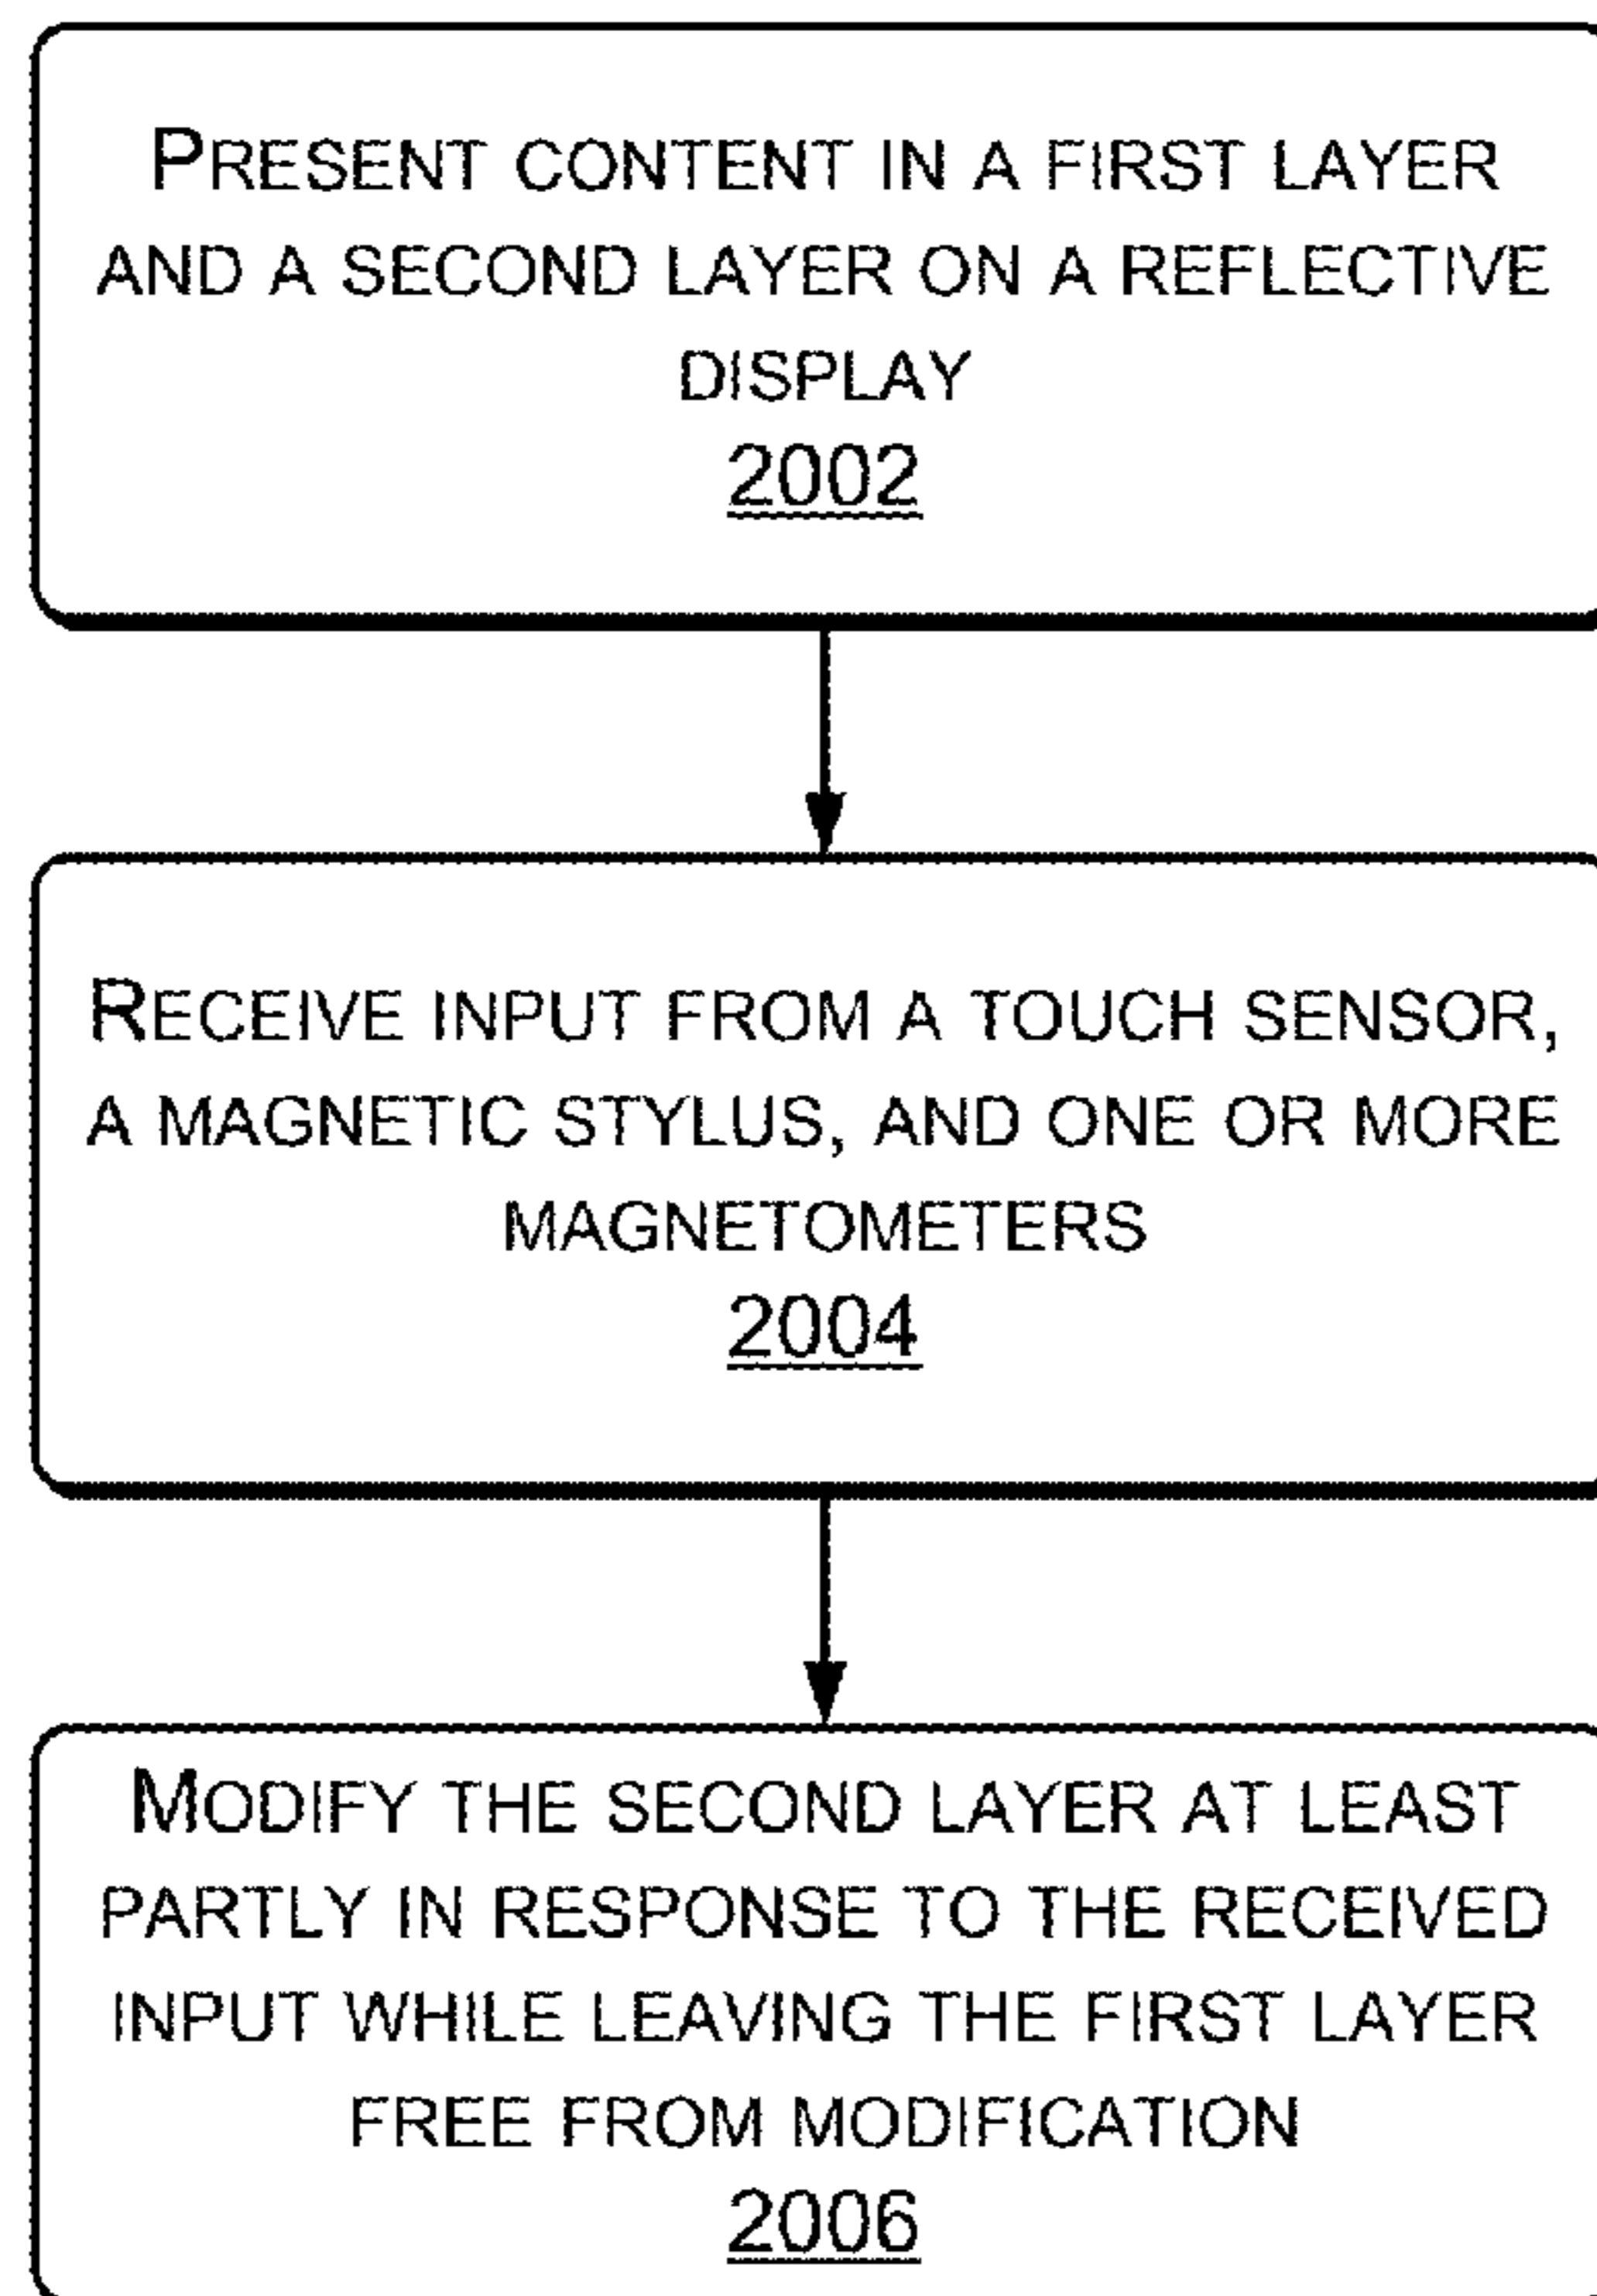 PRESENT CONTENT IN A FIRST LAYER
AND A SECOND LAYER ON A REFLECTIVE
DISPLAY
2002
RECEIVE INPUT FROM A TOUCH SENSOR,
A MAGNETIC STYLUS, AND ONE OR MORE
MAGNETOMETERS
2004
MODIFY THE SECOND LAYER AT LEAST
PARTLY IN RESPONSE TO THE RECEIVED
INPUT WHILE LEAVING THE FIRST LAYER
FREE FROM MODIFICATION
2006